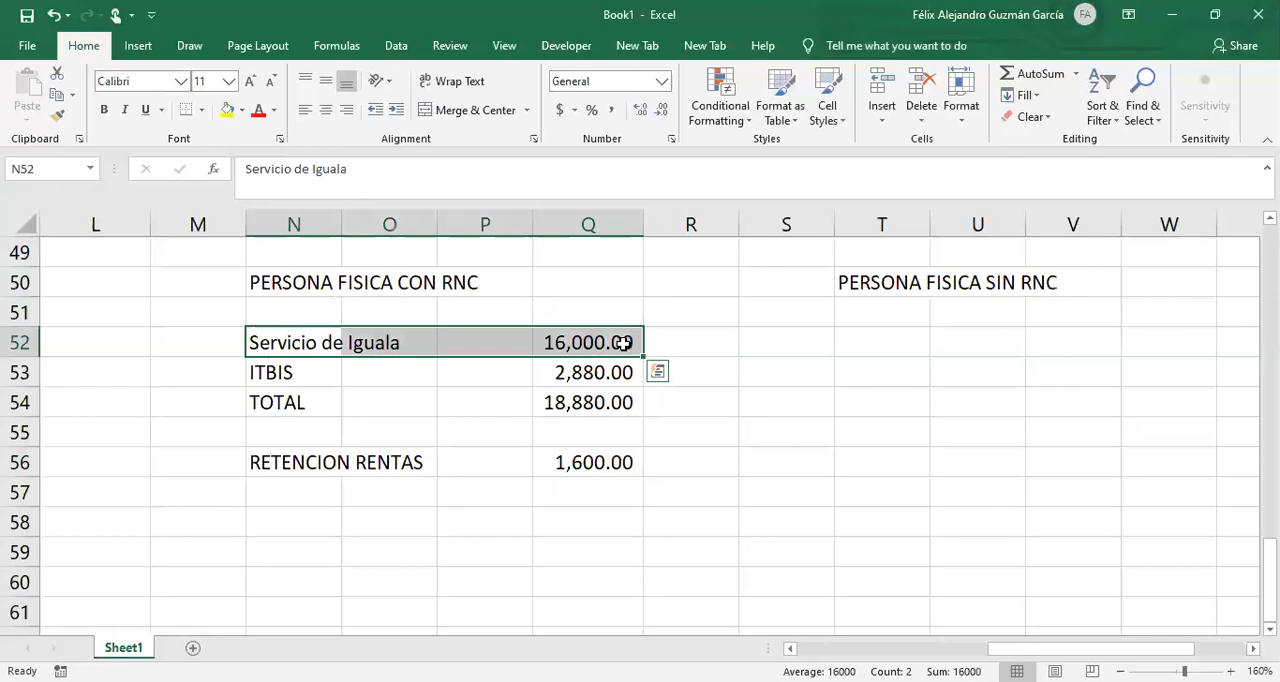 Book1 - Excel
Félix Alejandro Guzmán García
FA
File Home Insert Draw Page Layout Formulas Data Review View Developer New Tab New Tab Help Tell me what you want to do Share
Paste
Calibri 11
A A
B I U A
Wrap Text
Merge & Center
General
$ % ,
Conditional Formatting
Format as Table
Cell Styles
Insert
Delete
Format
AutoSum
Fill
Clear
Sort & Filter
Find & Select
Sensitivity
Clipboard Font Alignment Number Styles Cells Editing Sensitivity
N52 fx Servicio de Iguala
L M N O P Q R S T U V W
49
50 PERSONA FISICA CON RNC PERSONA FISICA SIN RNC
51
52 Servicio de Iguala 16,000.00
53 ITBIS 2,880.00
54 TOTAL 18,880.00
55
56 RETENCION RENTAS 1,600.00
57
58
59
60
61
Sheet1
Ready Average: 16000 Count: 2 Sum: 16000 160%